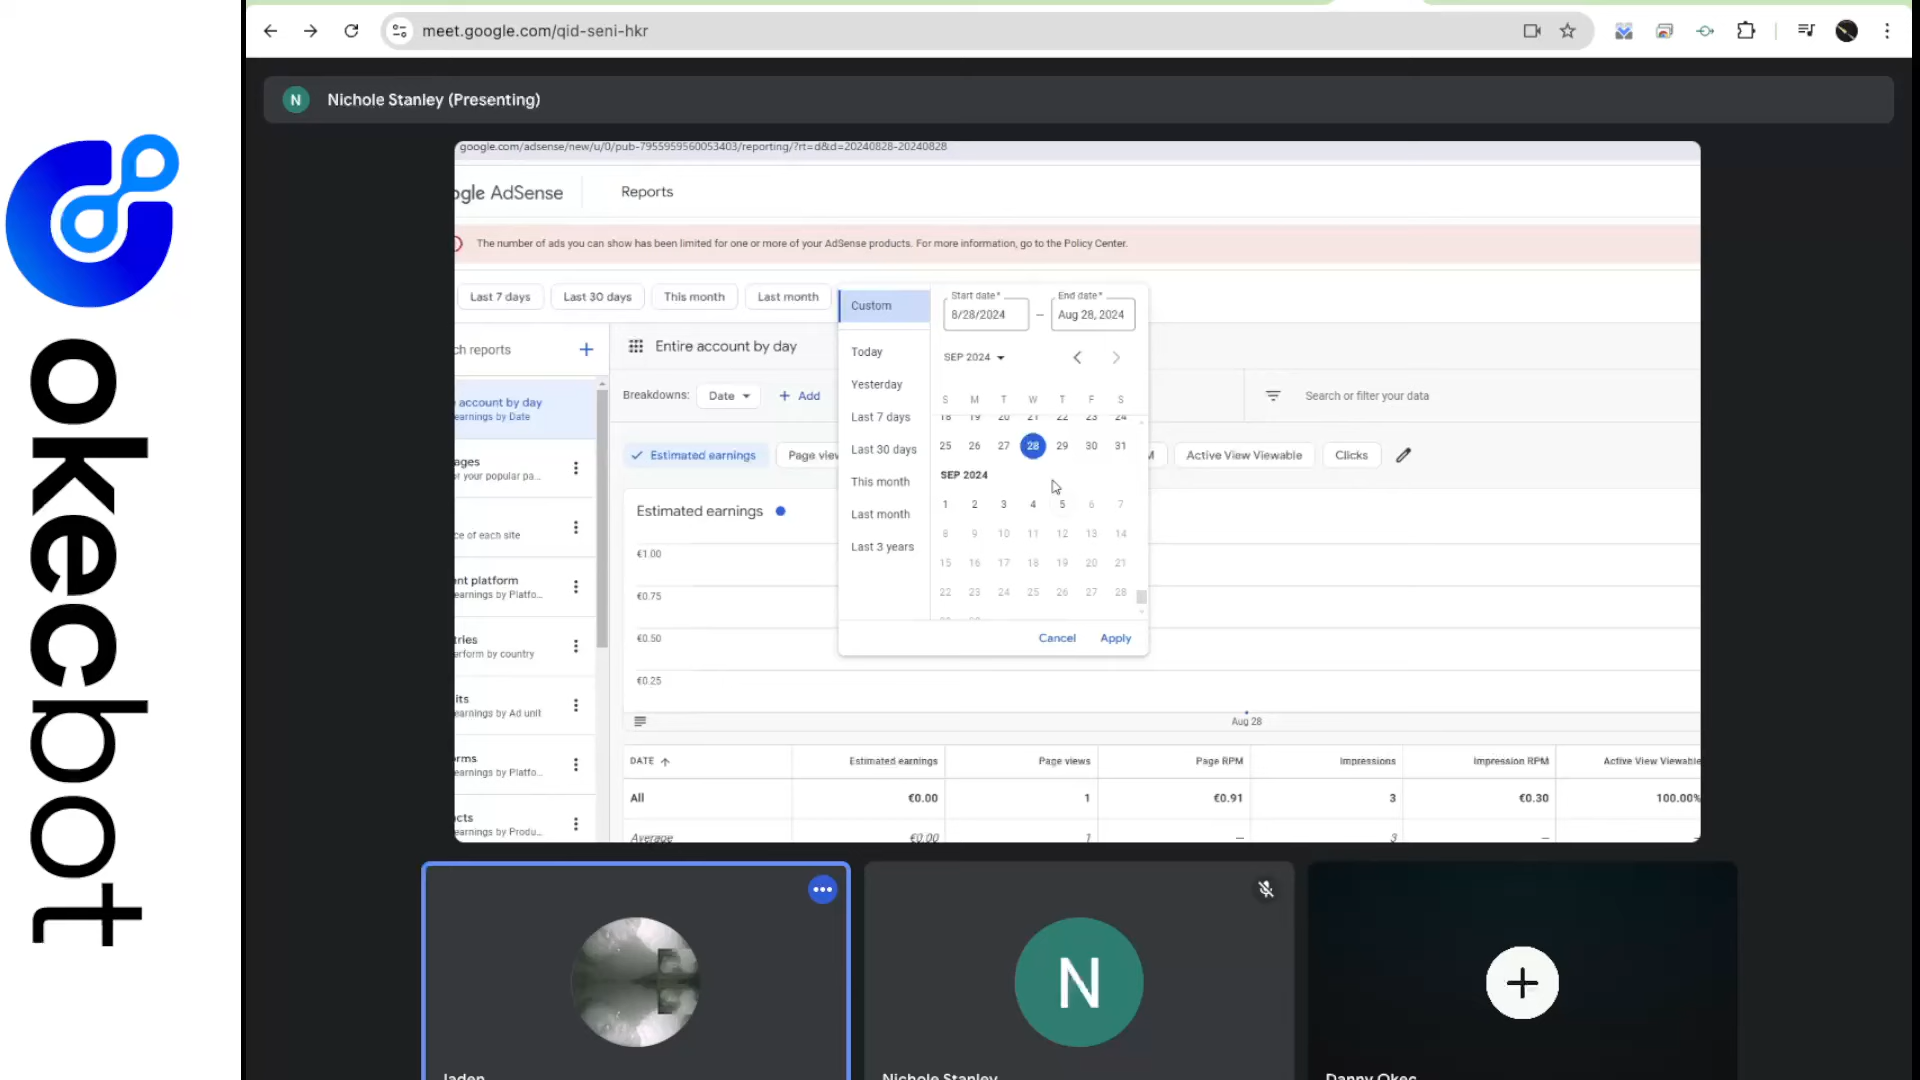 meet.google.com/qid-seni-hkr
N Nichole Stanley (Presenting)
google.com/adsense/new/u/0/pub-7955959560053403/reporting/?rt=d&d=20240828-20240828
ogle AdSense
Reports
The number of ads you can show has been limited for one or more of your AdSense products. For more information, go to the Policy Center.
Last 7 days
Last 30 days
This month
Last month
Custom
Start date*
8/28/2024
–
End date*
Aug 28, 2024
ch reports
Entire account by day
Today
SEP 2024
Yesterday
Breakdowns:
Date
Add
Search or filter your data
S M T W T F S
account by day
earnings by Date
Last 7 days
18 19 20 21 22 23 24
Last 30 days
25 26 27 28 29 30 31
Estimated earnings
Page view
M
Active View Viewable
Clicks
ages
or your popular pa...
This month
SEP 2024
Last month
1 2 3 4 5 6 7
Estimated earnings
ce of each site
8 9 10 11 12 13 14
Last 3 years
€1.00
15 16 17 18 19 20 21
nt platform
earnings by Platfo...
€0.75
22 23 24 25 26 27 28
tries
erform by country
€0.50
Cancel
Apply
€0.25
its
earnings by Ad unit
Aug 28
rms
earnings by Platfo...
DATE Estimated earnings Page views Page RPM Impressions Impression RPM Active View Viewable
All €0.00 1 €0.91 3 €0.30 100.00%
cts
earnings by Produ...
Average €0.00 1 – 3 – –
N
Jaden
Nichole Stanley
Danny Okec
okecbot